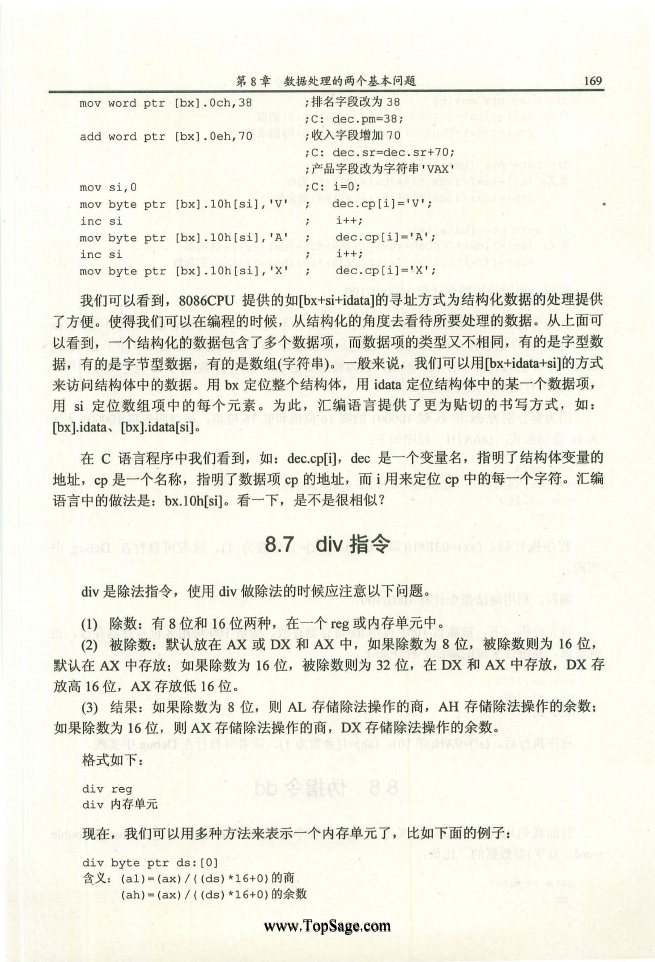 第8章 数据处理的两个基本问题 169
mov word ptr [bx].0ch,38 ;排名字段改为 38
;C: dec.pm=38;
add word ptr [bx].0eh,70 ;收入字段增加 70
;C: dec.sr=dec.sr+70;
;产品字段改为字符串'VAX'
mov si,0 ;C: i=0;
mov byte ptr [bx].10h[si],'V' ; dec.cp[i]='V';
inc si ; i++;
mov byte ptr [bx].10h[si],'A' ; dec.cp[i]='A';
inc si ; i++;
mov byte ptr [bx].10h[si],'X' ; dec.cp[i]='X';
我们可以看到，8086CPU 提供的如[bx+si+idata]的寻址方式为结构化数据的处理提供
了方便。使得我们可以在编程的时候，从结构化的角度去看待所要处理的数据。从上面可
以看到，一个结构化的数据包含了多个数据项，而数据项的类型又不相同，有的是字型数
据，有的是字节型数据，有的是数组(字符串)。一般来说，我们可以用[bx+idata+si]的方式
来访问结构体中的数据。用 bx 定位整个结构体，用 idata 定位结构体中的某一个数据项，
用 si 定位数组项中的每个元素。为此，汇编语言提供了更为贴切的书写方式，如：
[bx].idata、[bx].idata[si]。
在 C 语言程序中我们看到，如：dec.cp[i]，dec 是一个变量名，指明了结构体变量的
地址，cp 是一个名称，指明了数据项 cp 的地址，而 i 用来定位 cp 中的每一个字符。汇编
语言中的做法是：bx.10h[si]。看一下，是不是很相似？
8.7 div 指令
div 是除法指令，使用 div 做除法的时候应注意以下问题。
(1) 除数：有 8 位和 16 位两种，在一个 reg 或内存单元中。
(2) 被除数：默认放在 AX 或 DX 和 AX 中，如果除数为 8 位，被除数则为 16 位，
默认在 AX 中存放；如果除数为 16 位，被除数则为 32 位，在 DX 和 AX 中存放，DX 存
放高 16 位，AX 存放低 16 位。
(3) 结果：如果除数为 8 位，则 AL 存储除法操作的商，AH 存储除法操作的余数；
如果除数为 16 位，则 AX 存储除法操作的商，DX 存储除法操作的余数。
格式如下：
div reg
div 内存单元
现在，我们可以用多种方法来表示一个内存单元了，比如下面的例子：
div byte ptr ds:[0]
含义：(al)=(ax)/((ds)*16+0)的商
(ah)=(ax)/((ds)*16+0)的余数
www.TopSage.com